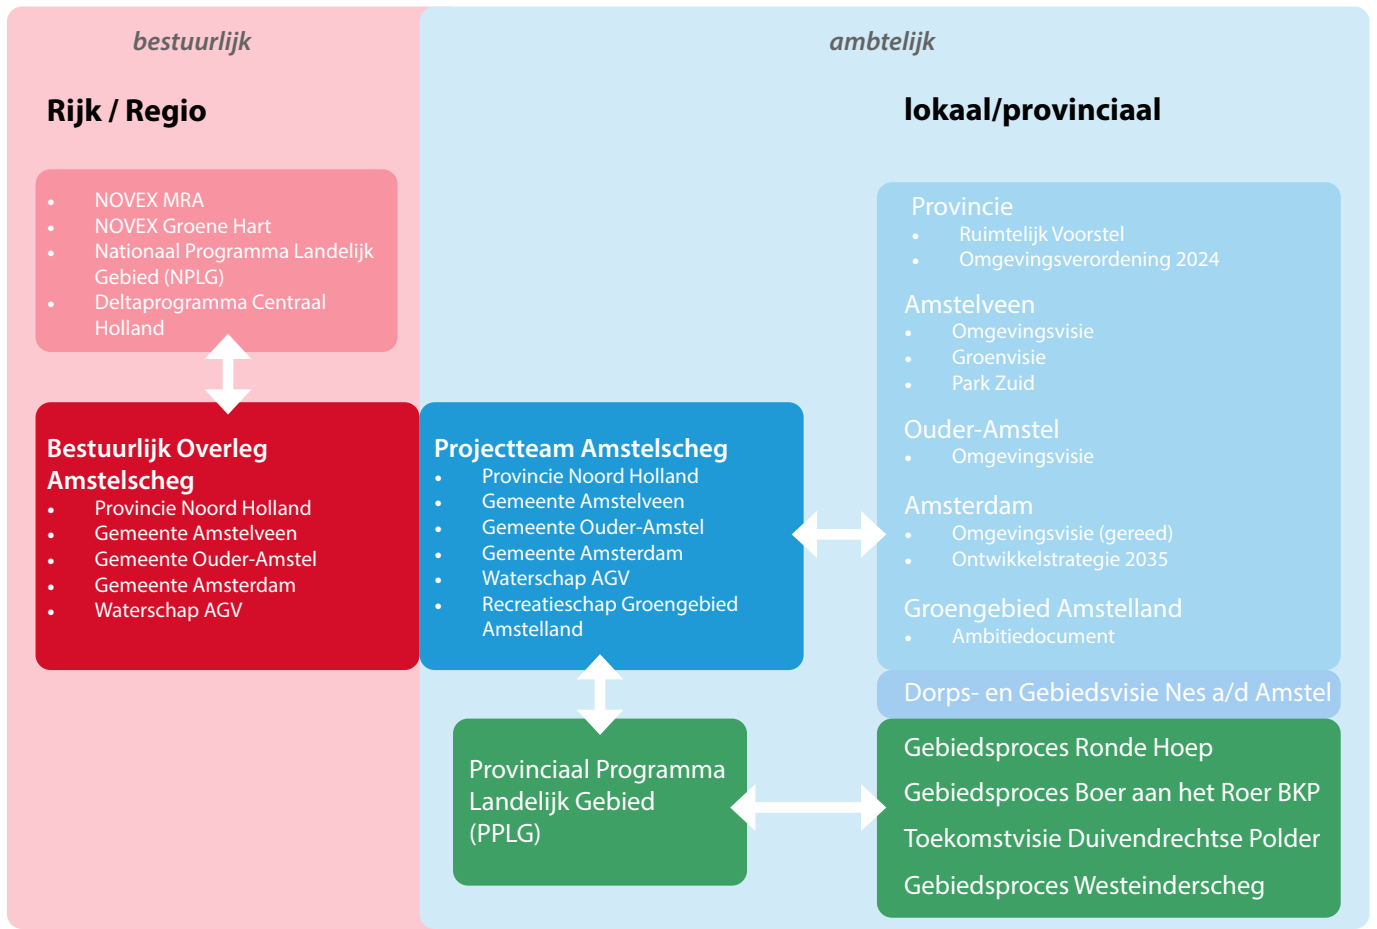 bestuurlijk
Rijk / Regio
• NOVEX MRA
• NOVEX Groene Hart
• Nationaal Programma Landelijk
Gebied (NPLG)
• Deltaprogramma Centraal
Holland
Bestuurlijk Overleg
Amstelscheg
• Provincie Noord Holland
• Gemeente Amstelveen
• Gemeente Ouder-Amstel
• Gemeente Amsterdam
• Waterschap AGV
ambtelijk
Projectteam Amstelscheg
• Provincie Noord Holland
• Gemeente Amstelveen
• Gemeente Ouder-Amstel
• Gemeente Amsterdam
• Waterschap AGV
• Recreatieschap Groengebied
Amstelland
Provinciaal Programma
Landelijk Gebied
(PPLG)
lokaal/provinciaal
Provincie
• Ruimtelijk Voorstel
• Omgevingsverordening 2024
Amstelveen
• Omgevingsvisie
• Groenvisie
• Park Zuid
Ouder-Amstel
• Omgevingsvisie
Amsterdam
• Omgevingsvisie (gereed)
• Ontwikkelstrategie 2035
Groengebied Amstelland
• Ambitiedocument
Dorps- en Gebiedsvisie Nes a/d Amstel
Gebiedsproces Ronde Hoep
Gebiedsproces Boer aan het Roer BKP
Toekomstvisie Duivendrechtse Polder
Gebiedsproces Westeinderscheg